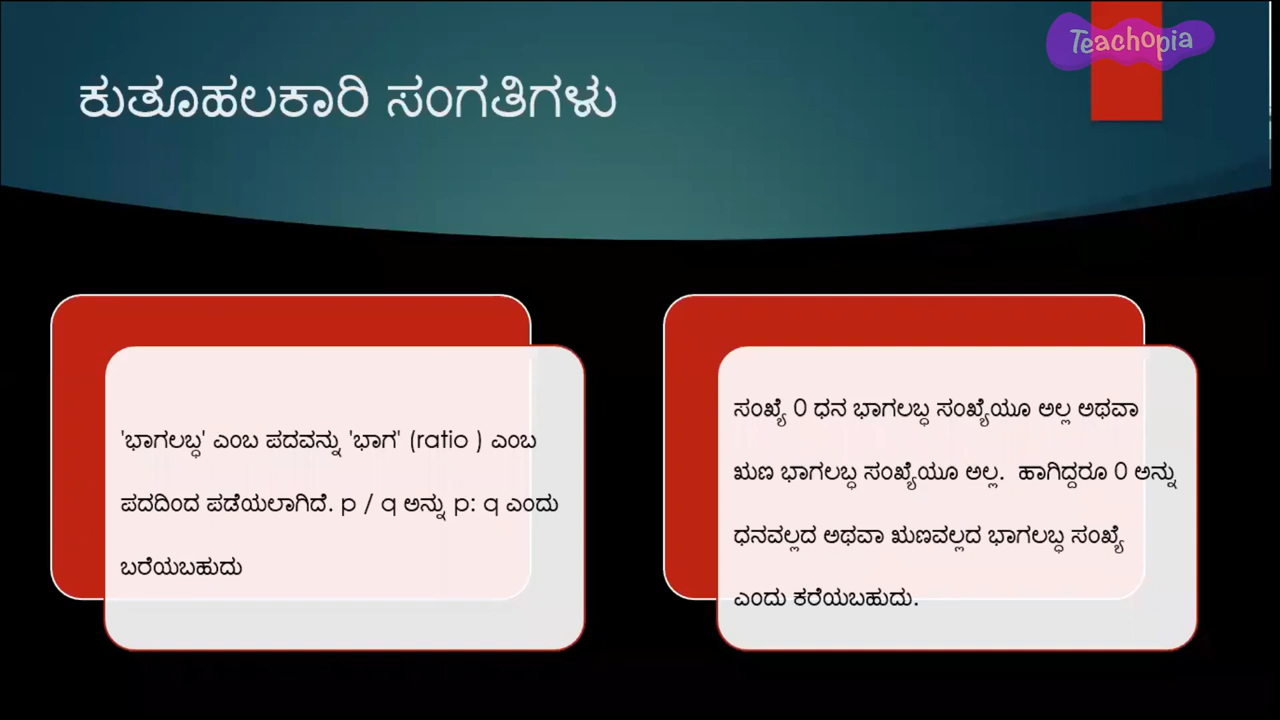 Teachopia
ಕುತೂಹಲಕಾರಿ ಸಂಗತಿಗಳು
'ಭಾಗಲಬ್ಧ' ಎಂಬ ಪದವನ್ನು 'ಭಾಗ' (ratio ) ಎಂಬ
ಪದದಿಂದ ಪಡೆಯಲಾಗಿದೆ. p / q ಅನ್ನು p: q ಎಂದು
ಬರೆಯಬಹುದು
ಸಂಖ್ಯೆ 0 ಧನ ಭಾಗಲಬ್ಧ ಸಂಖ್ಯೆಯೂ ಅಲ್ಲ ಅಥವಾ
ಋಣ ಭಾಗಲಬ್ಧ ಸಂಖ್ಯೆಯೂ ಅಲ್ಲ. ಹಾಗಿದ್ದರೂ 0 ಅನ್ನು
ಧನವಲ್ಲದ ಅಥವಾ ಋಣವಲ್ಲದ ಭಾಗಲಬ್ಧ ಸಂಖ್ಯೆ
ಎಂದು ಕರೆಯಬಹುದು.